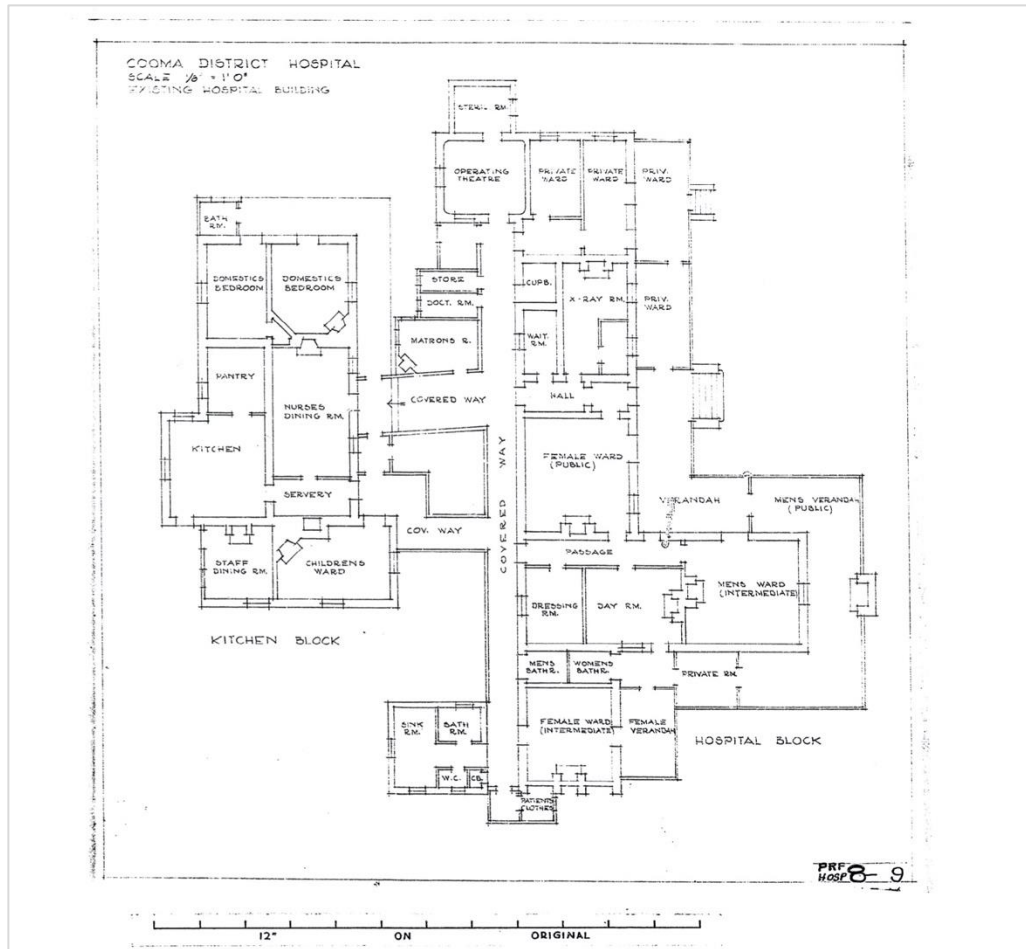 COOMA DISTRICT HOSPITAL
SCALE 1/8" = 1'0"
EXISTING HOSPITAL BUILDING
STERIL RM.
OPERATING
THEATRE
PRIVATE
WARD
PRIVATE
WARD
PRIV.
WARD
BATH
RM.
DOMESTICS
BEDROOM
DOMESTICS
BEDROOM
STORE
DOCT. RM.
CUPB.
X-RAY RM.
PRIV.
WARD
MATRONS R.
WAIT.
RM.
PANTRY
NURSES
DINING RM.
COVERED WAY
HALL
KITCHEN
COVERED WAY
FEMALE WARD
(PUBLIC)
SERVERY
VERANDAH
MENS VERANDAH
(PUBLIC)
COV. WAY
PASSAGE
STAFF
DINING RM.
CHILDRENS
WARD
DRESSING
RM.
DAY RM.
MENS WARD
(INTERMEDIATE)
KITCHEN BLOCK
MENS
BATHR.
WOMENS
BATHR.
PRIVATE RM
SINK
RM.
BATH
RM.
FEMALE WARD
(INTERMEDIATE)
FEMALE
VERANDAH
HOSPITAL BLOCK
W.C.
CB.
PATIENTS
CLOTHES
PRF
HOSP 8-9
12" ON ORIGINAL